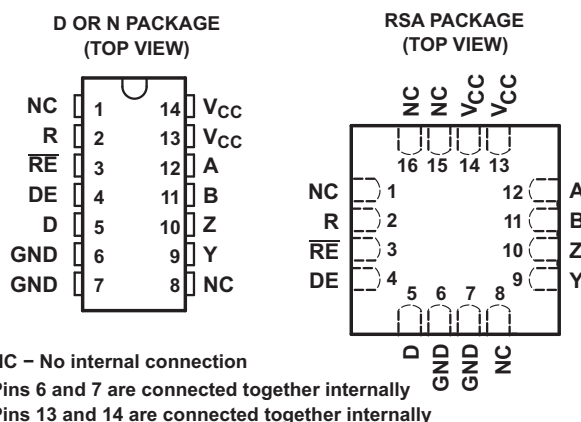 D OR N PACKAGE
(TOP VIEW)
NC 1 14 VCC
R 2 13 VCC
R̅E̅ 3 12 A
DE 4 11 B
D 5 10 Z
GND 6 9 Y
GND 7 8 NC
RSA PACKAGE
(TOP VIEW)
NC NC VCC VCC
16 15 14 13
NC 1 12 A
R 2 11 B
R̅E̅ 3 10 Z
DE 4 9 Y
5 6 7 8
D GND GND NC
NC − No internal connection
Pins 6 and 7 are connected together internally
Pins 13 and 14 are connected together internally